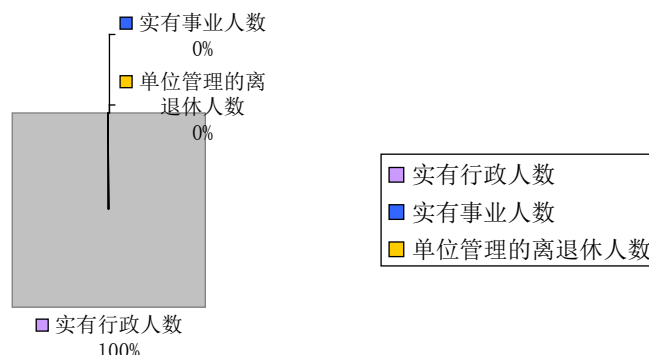 实有事业人数
0%
单位管理的离
退休人数
0%
实有行政人数
100%
实有行政人数
实有事业人数
单位管理的离退休人数